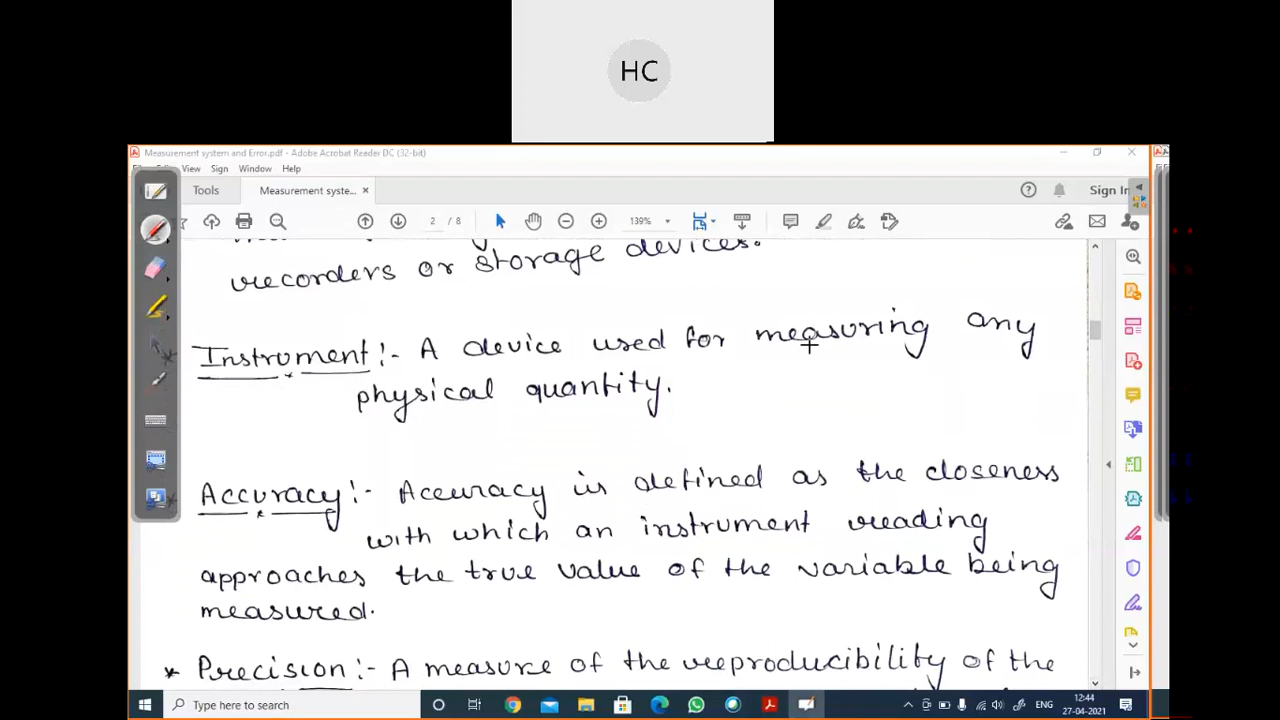 HC
Measurement system and Error.pdf - Adobe Acrobat Reader DC (32-bit)
View Sign Window Help
Tools Measurement syste... × Sign In
2 / 8 139%
recorders or storage devices.
Instrument :- A device used for measuring any
physical quantity.
Accuracy :- Accuracy is defined as the closeness
with which an instrument reading
approaches the true value of the variable being
measured.
* Precision :- A measure of the reproducibility of the
Type here to search
ENG
12:44
27-04-2021